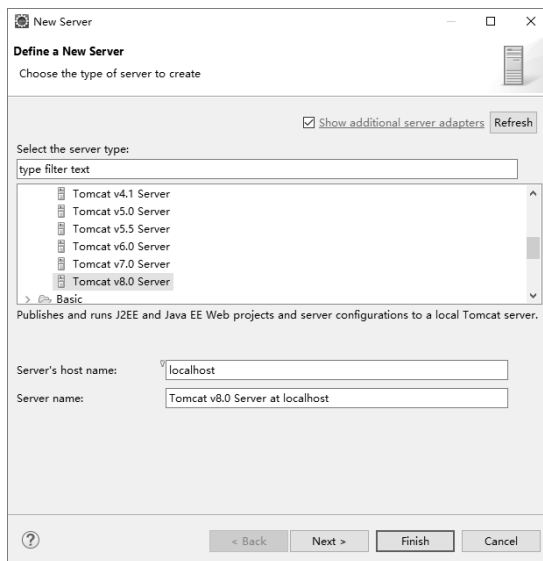 New Server
Define a New Server
Choose the type of server to create
Show additional server adapters Refresh
Select the server type:
type filter text
Tomcat v4.1 Server
Tomcat v5.0 Server
Tomcat v5.5 Server
Tomcat v6.0 Server
Tomcat v7.0 Server
Tomcat v8.0 Server
Basic
Publishes and runs J2EE and Java EE Web projects and server configurations to a local Tomcat server.
Server's host name: localhost
Server name: Tomcat v8.0 Server at localhost
? < Back Next > Finish Cancel